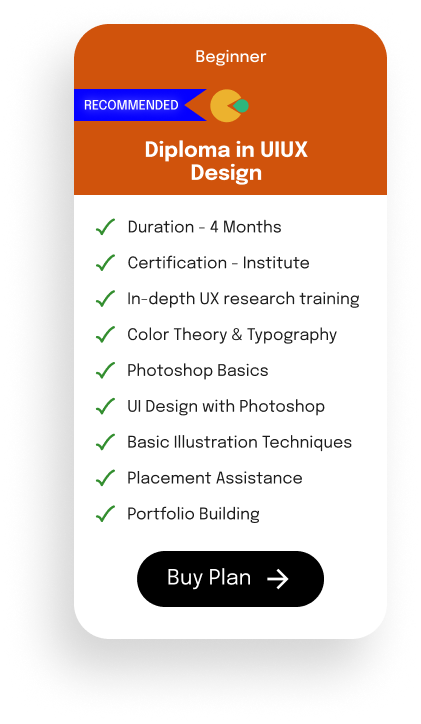 Beginner
RECOMMENDED
Diploma in UIUX
Design
Duration - 4 Months
Certification - Institute
In-depth UX research training
Color Theory & Typography
Photoshop Basics
UI Design with Photoshop
Basic Illustration Techniques
Placement Assistance
Portfolio Building
Buy Plan